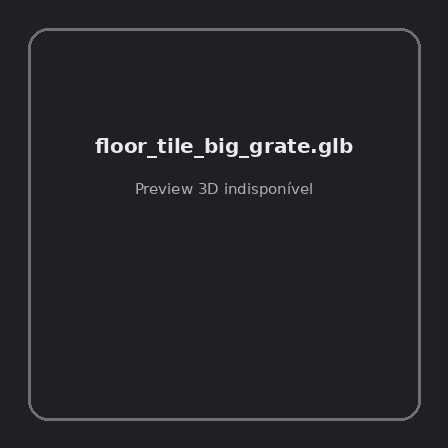 floor_tile_big_grate.glb
Preview 3D indisponível